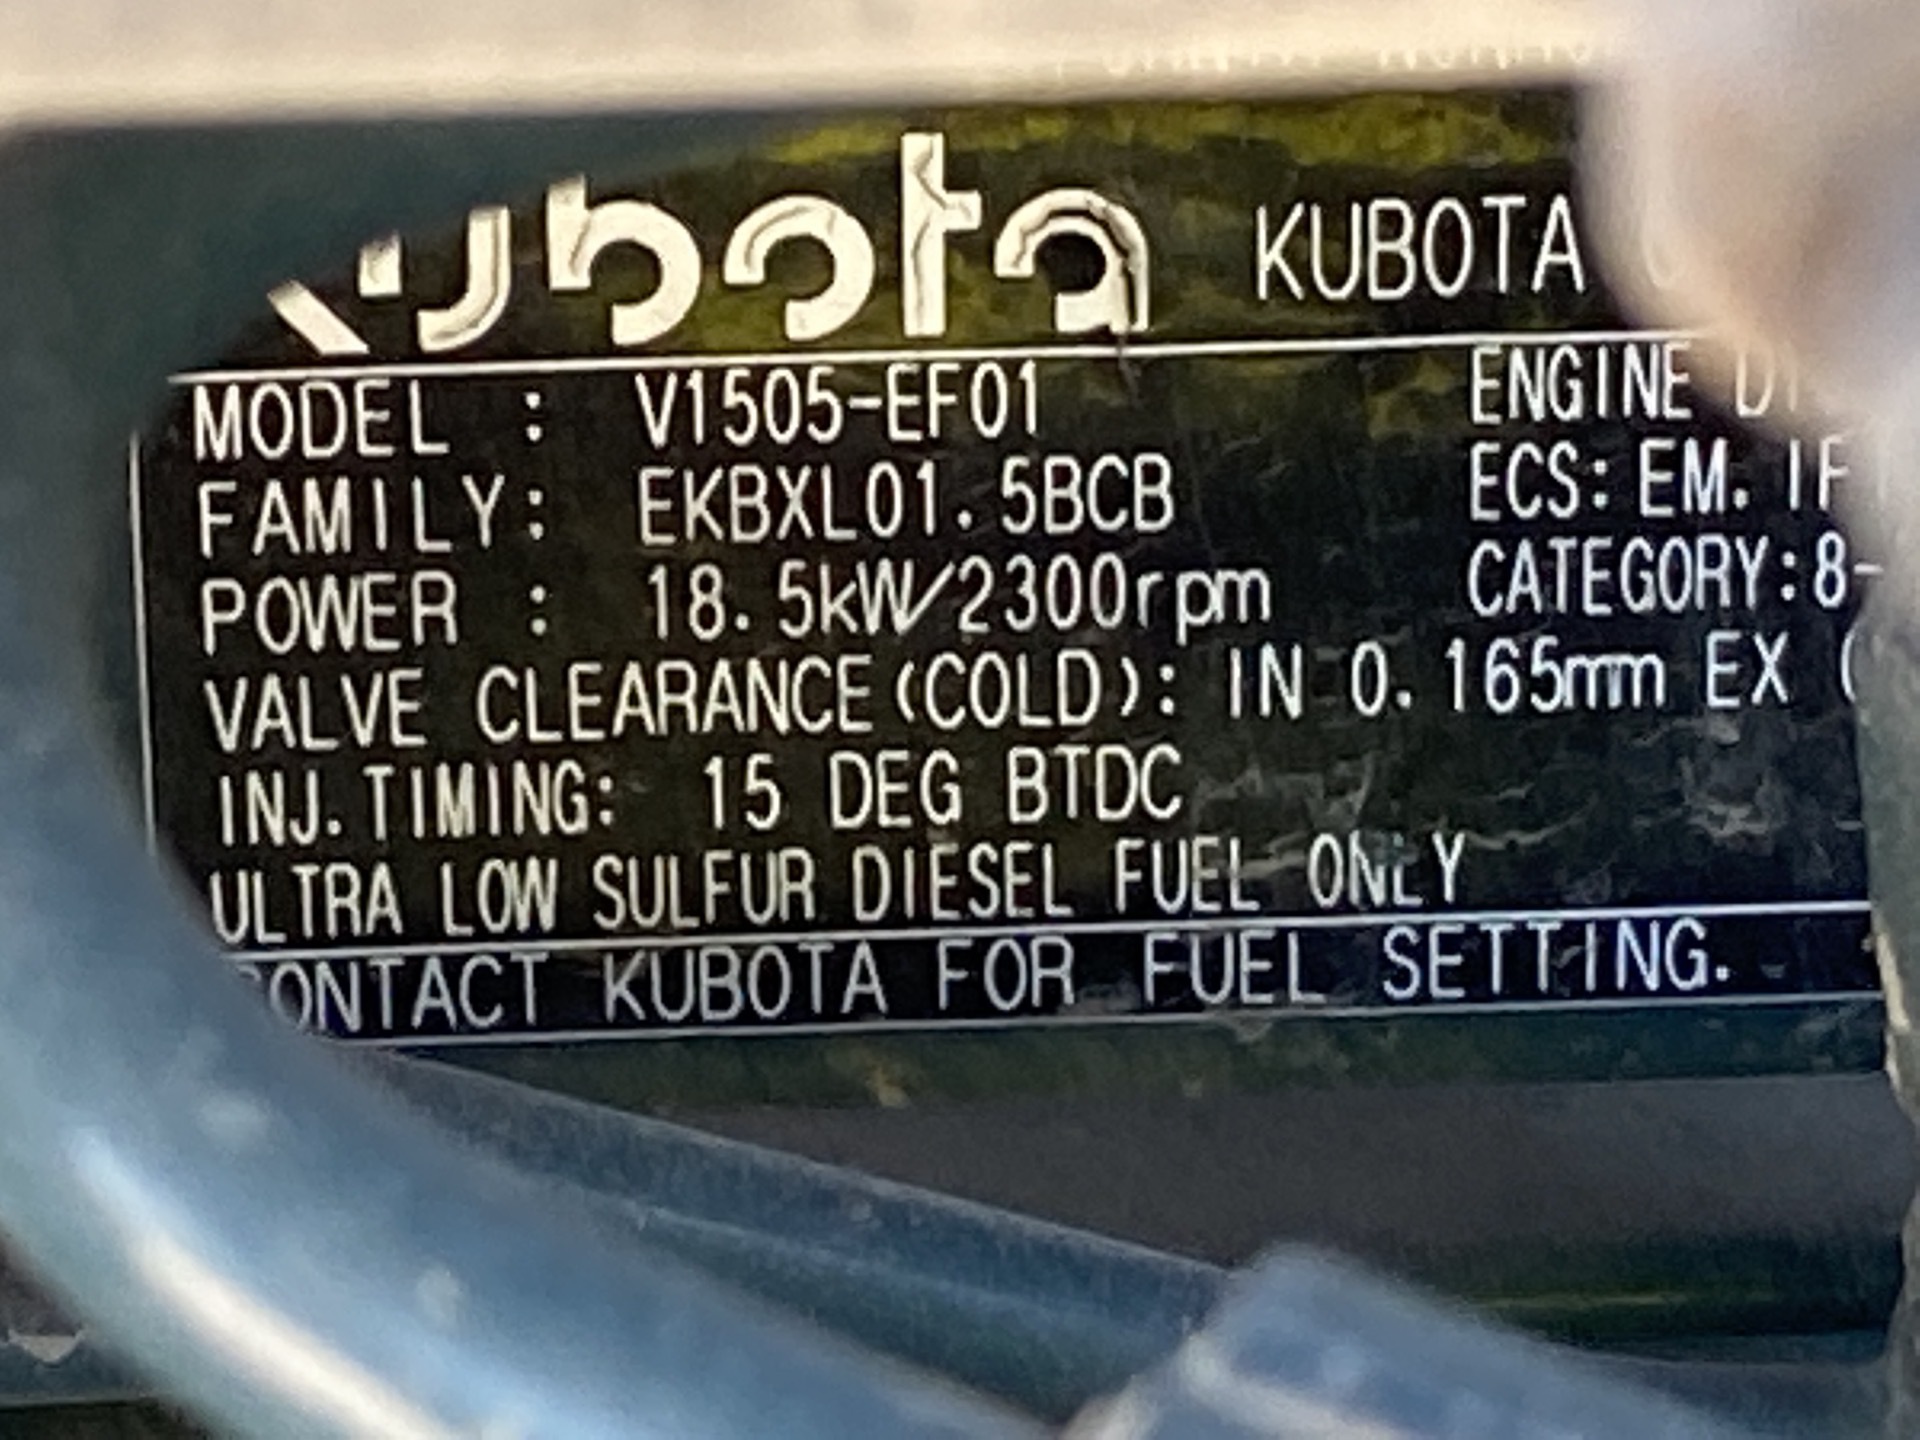 Kubota KUBOTA
MODEL : V1505-EF01 ENGINE
FAMILY: EKBXL01.5BCB ECS: EM.
POWER : 18.5kW/2300rpm CATEGORY:8-
VALVE CLEARANCE(COLD): IN 0.165mm EX
INJ.TIMING: 15 DEG BTDC
ULTRA LOW SULFUR DIESEL FUEL ONLY
CONTACT KUBOTA FOR FUEL SETTING.